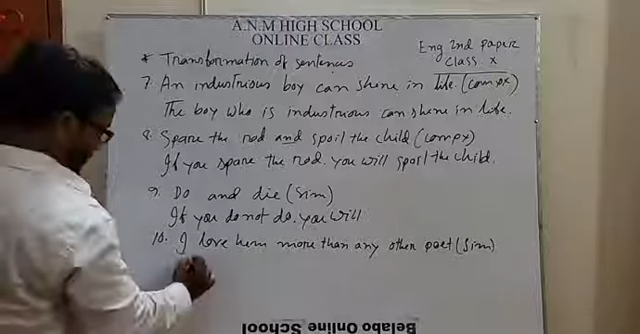 A.N.M HIGH SCHOOL
ONLINE CLASS
Eng 2nd paper
class X
* Transformation of sentences
7. An industrious boy can shine in life. (compx)
The boy who is industrious can shine in life.
8. Spare the rod and spoil the child (compx)
If you spare the rod, you will spoil the child.
9. Do and die (Sim)
If you do not do, you will
10. I love him more than any other poet (Sim)
Belabo Online School